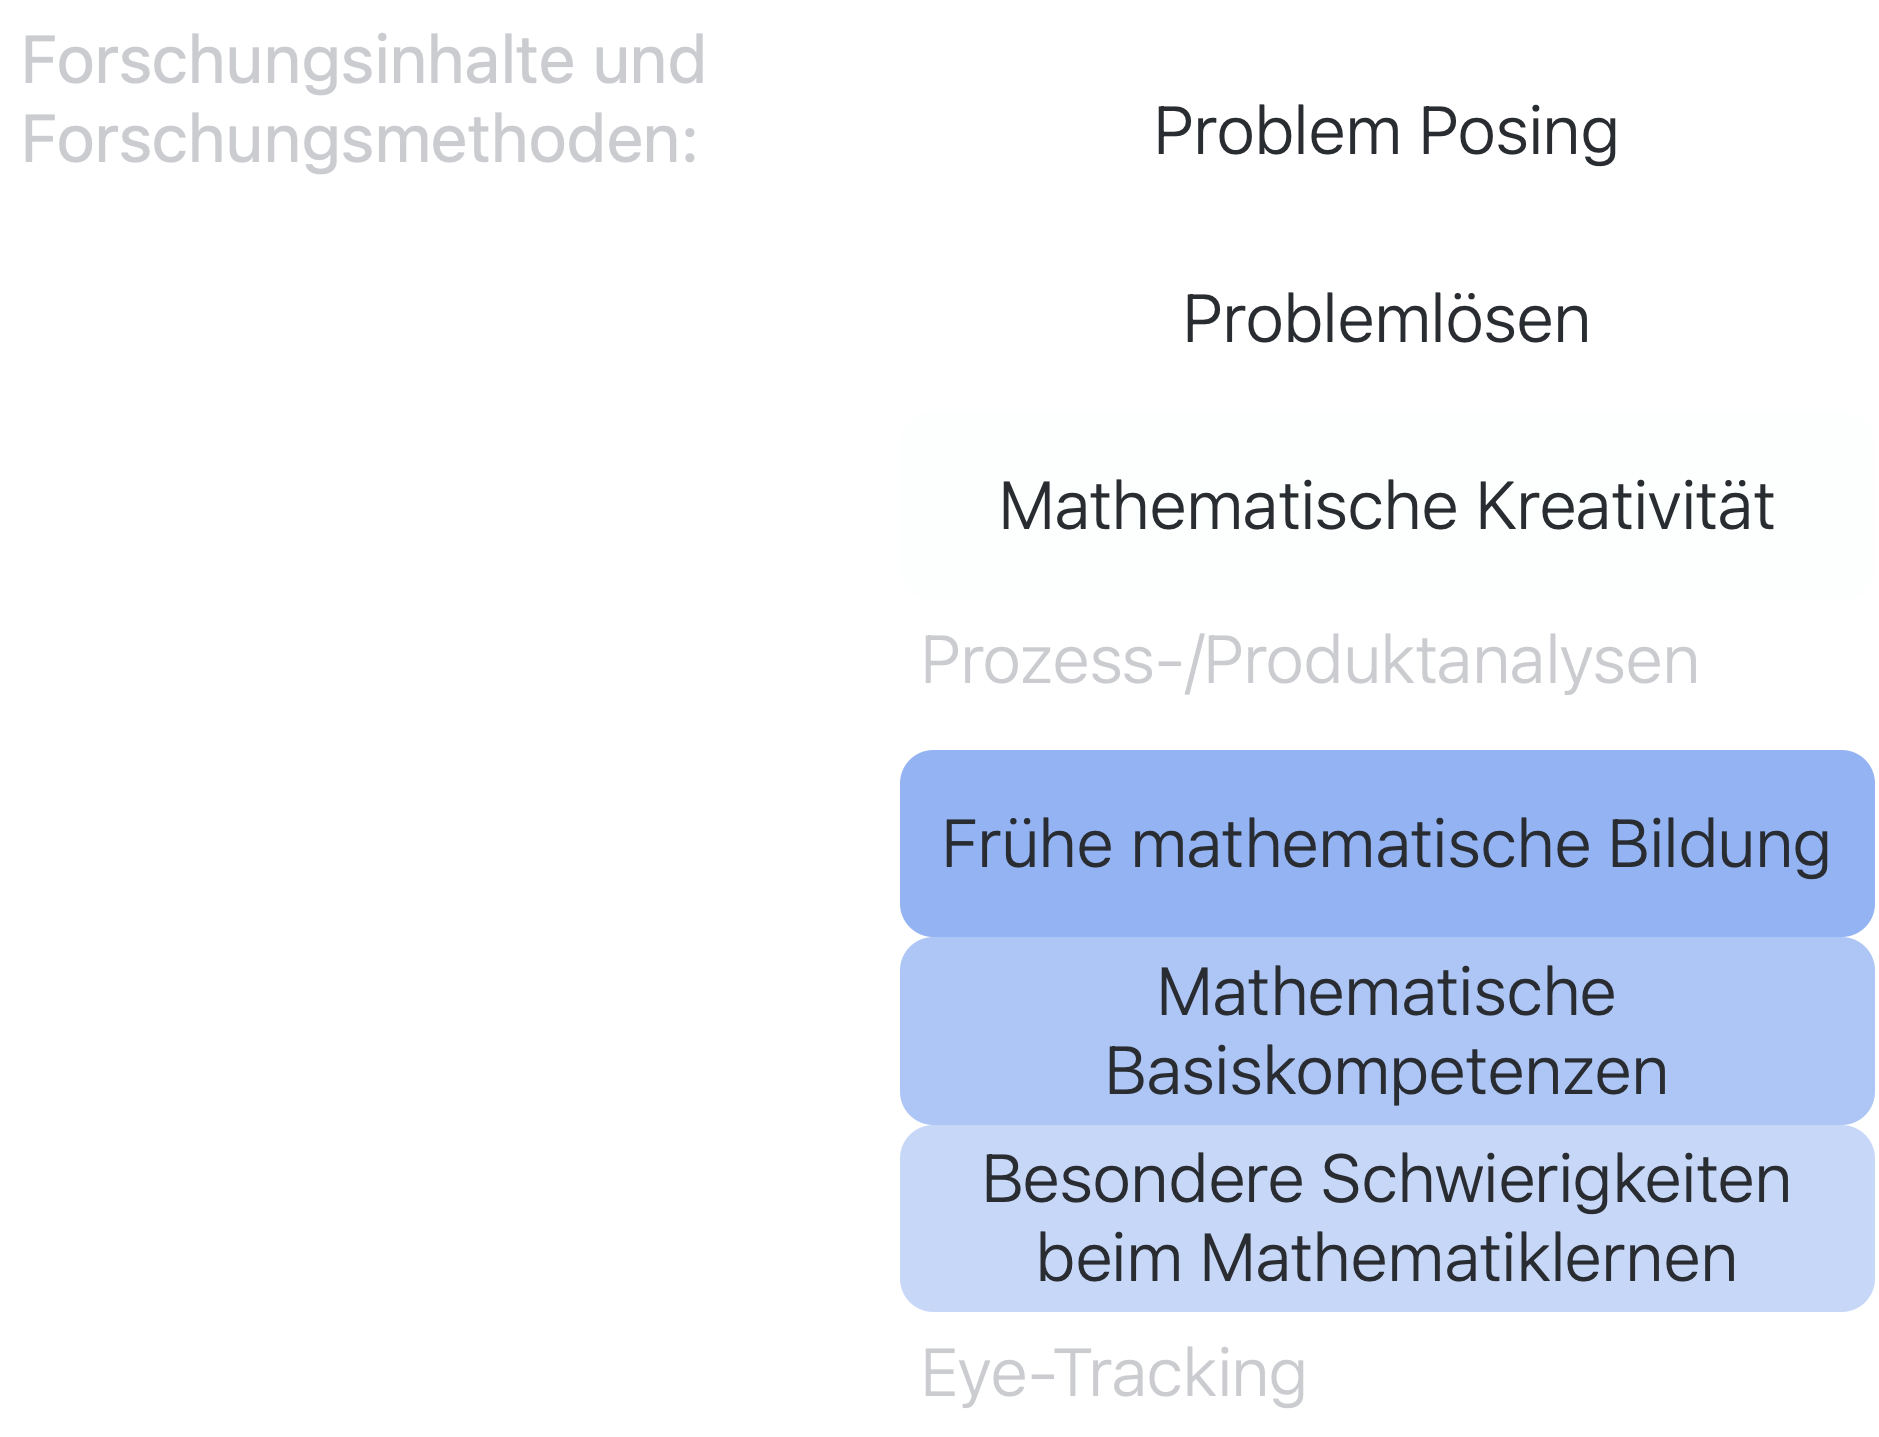 Forschungsinhalte und
Forschungsmethoden:
Problem Posing
Problemlösen
Mathematische Kreativität
Prozess-/Produktanalysen
Frühe mathematische Bildung
Mathematische
Basiskompetenzen
Besondere Schwierigkeiten
beim Mathematiklernen
Eye-Tracking